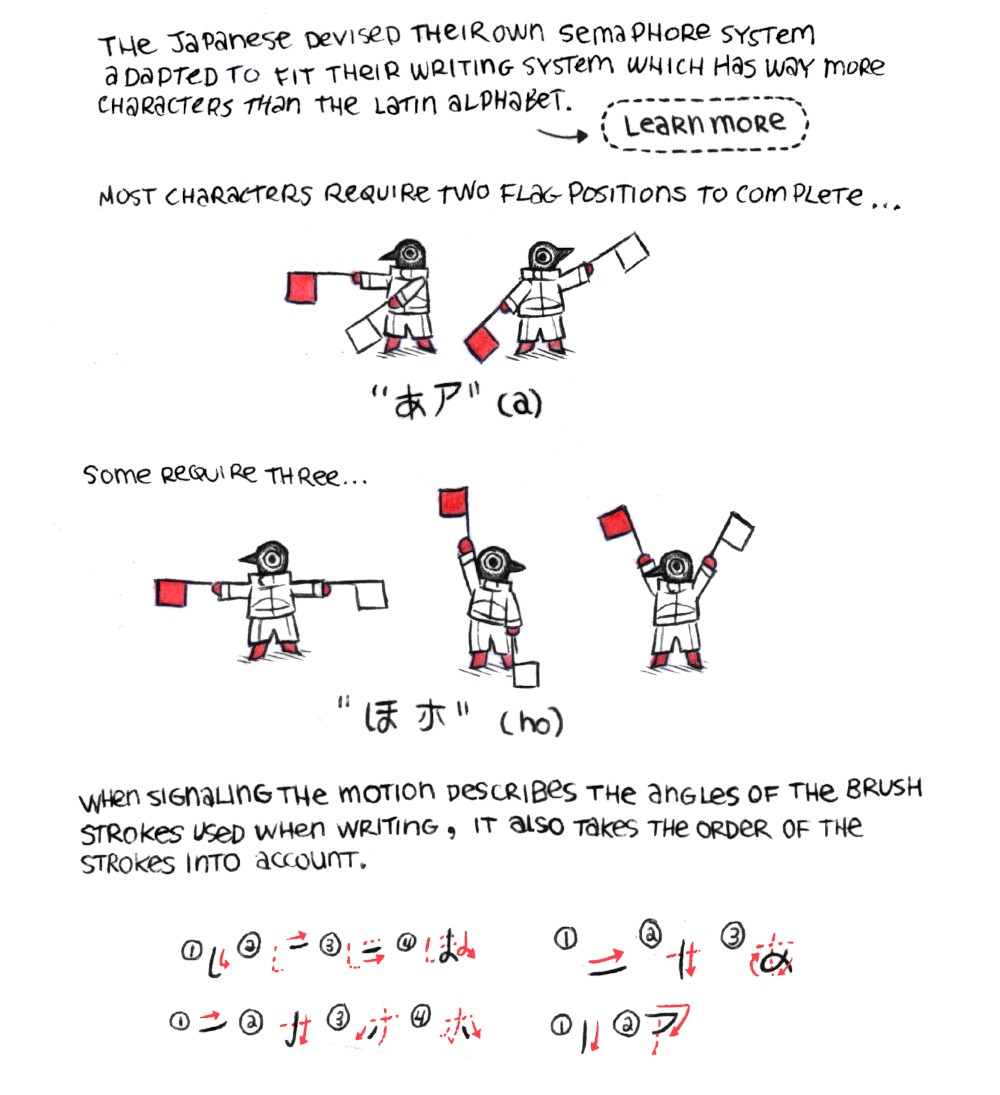 THE JAPANESE DEVISED THEIR OWN SEMAPHORE SYSTEM
ADAPTED TO FIT THEIR WRITING SYSTEM WHICH HAS WAY MORE
CHARACTERS THAN THE LATIN ALPHABET.
LEARN MORE
MOST CHARACTERS REQUIRE TWO FLAG POSITIONS TO COMPLETE...
"あア" (a)
SOME REQUIRE THREE...
"ほホ" (ho)
WHEN SIGNALING THE MOTION DESCRIBES THE ANGLES OF THE BRUSH
STROKES USED WHEN WRITING, IT ALSO TAKES THE ORDER OF THE
STROKES INTO ACCOUNT.
① ② ③ ④ ほ ① ② ③ あ
① ② ③ ④ ホ ① ② ア